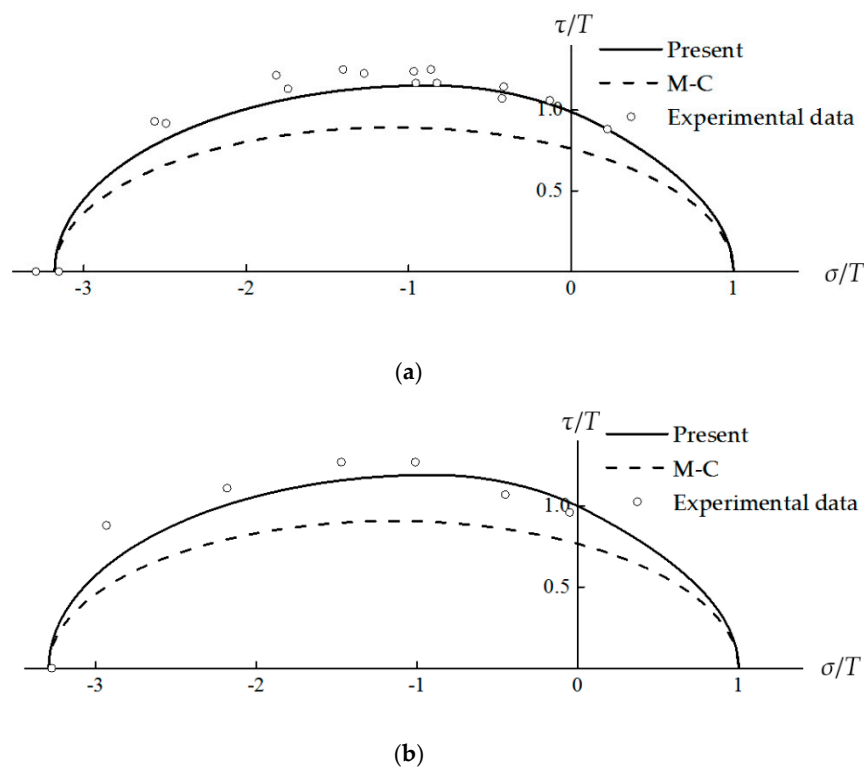 τ/T
Present
M-C
1.0
Experimental data
0.5
-3 -2 -1 0 1
σ/T
(a)
τ/T
Present
M-C
1.0
Experimental data
0.5
-3 -2 -1 0 1
σ/T
(b)